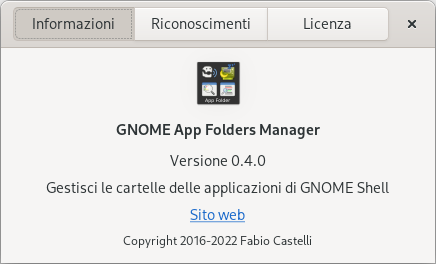 Informazioni
Riconoscimenti
Licenza
App Folder
GNOME App Folders Manager
Versione 0.4.0
Gestisci le cartelle delle applicazioni di GNOME Shell
Sito web
Copyright 2016-2022 Fabio Castelli